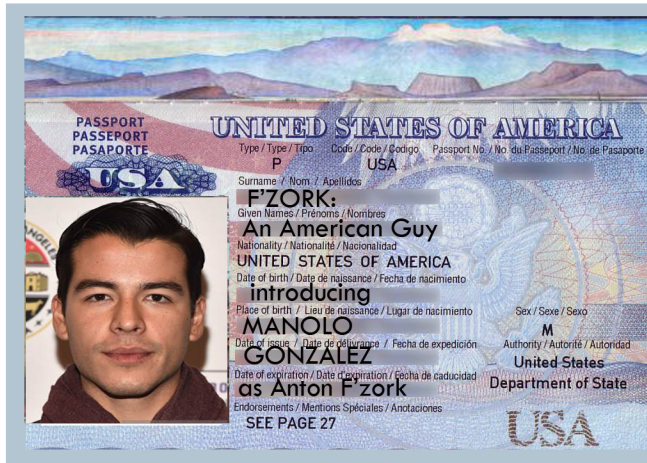 PASSPORT
PASSEPORT
PASAPORTE
USA
UNITED STATES OF AMERICA
Type / Type / Tipo Code / Code / Codigo Passport No. / No. du Passeport / No. de Pasaporte
P USA
Surname / Nom / Apellidos
F'ZORK:
Given Names / Prénoms / Nombres
An American Guy
Nationality / Nationalité / Nacionalidad
UNITED STATES OF AMERICA
Date of birth / Date de naissance / Fecha de nacimiento
introducing
Place of birth / Lieu de naissance / Lugar de nacimiento
Sex / Sexe / Sexo
MANOLO
M
Date of issue / Date de délivrance / Fecha de expedición
Authority / Autorité / Autoridad
GONZALEZ
United States
Date of expiration / Date d'expiration / Fecha de caducidad
Department of State
as Anton F'zork
Endorsements / Mentions Spéciales / Anotaciones
SEE PAGE 27
USA